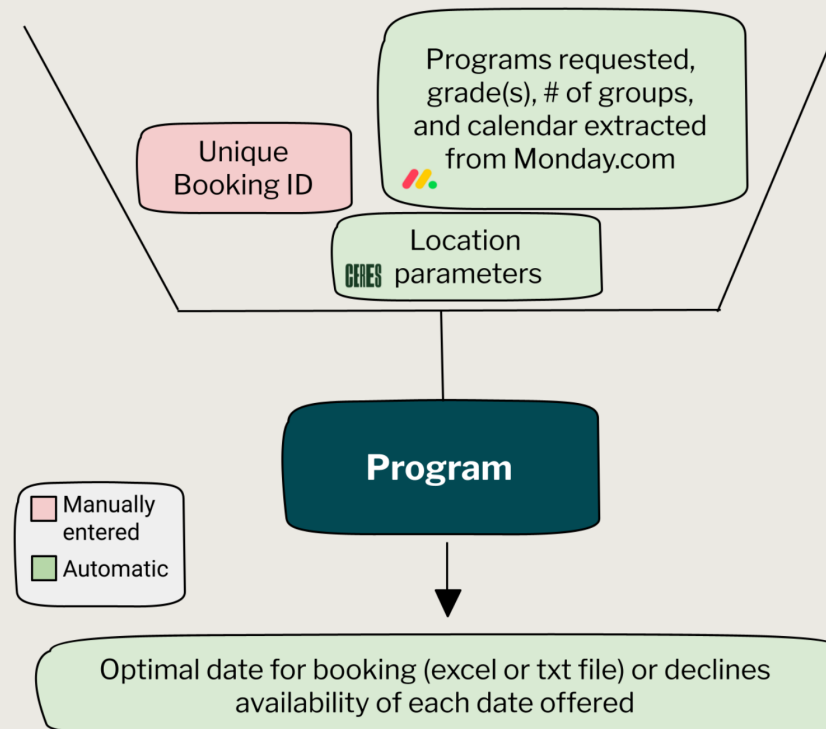 Programs requested,
grade(s), # of groups,
and calendar extracted
from Monday.com
Unique
Booking ID
Location
CERES parameters
Program
Manually
entered
Automatic
Optimal date for booking (excel or txt file) or declines
availability of each date offered